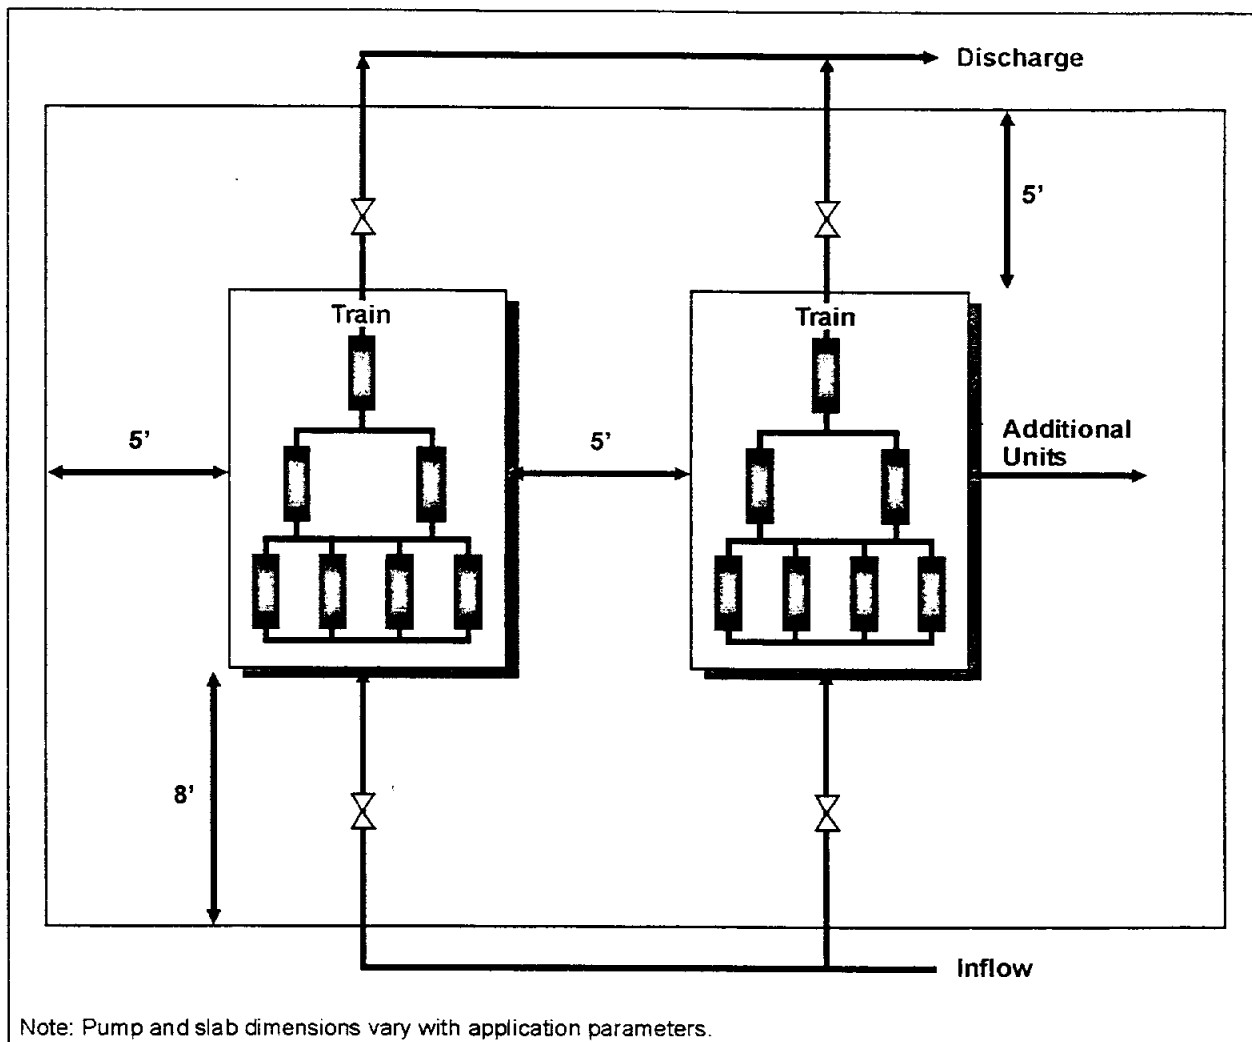 Discharge
5’
Train
Train
5’
5’
Additional
Units
8’
Inflow
Note: Pump and slab dimensions vary with application parameters.